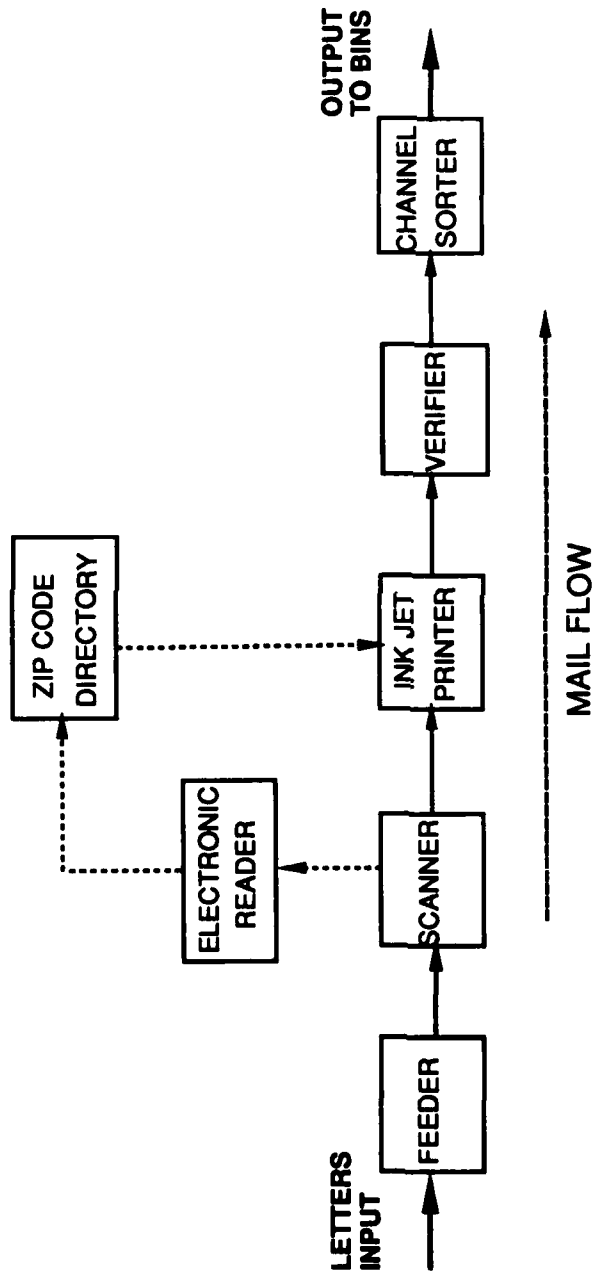 ZIP CODE
DIRECTORY
ELECTRONIC
READER
LETTERS
INPUT
FEEDER
SCANNER
INK JET
PRINTER
VERIFIER
CHANNEL
SORTER
OUTPUT
TO BINS
MAIL FLOW